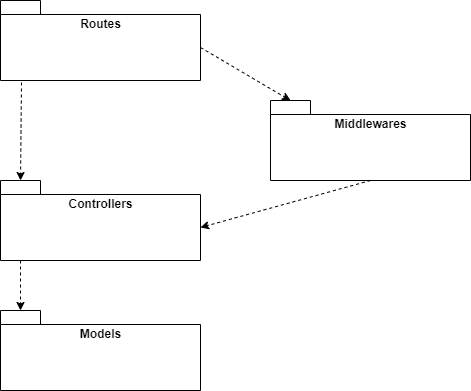 Routes
Middlewares
Controllers
Models